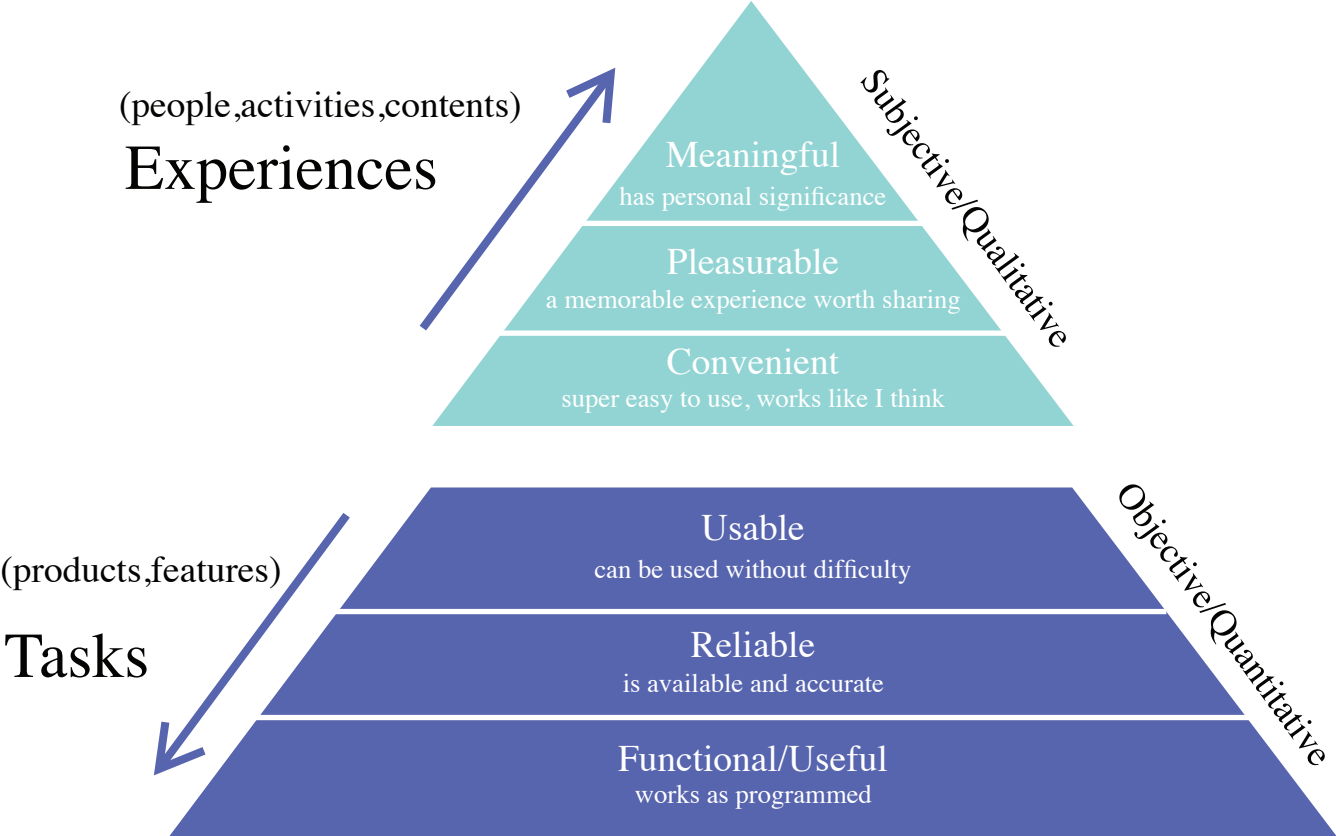 (people,activities,contents)
Experiences
Subjective/Qualitative
Meaningful
has personal significance
Pleasurable
a memorable experience worth sharing
Convenient
super easy to use, works like I think
(products,features)
Tasks
Objective/Quantitative
Usable
can be used without difficulty
Reliable
is available and accurate
Functional/Useful
works as programmed